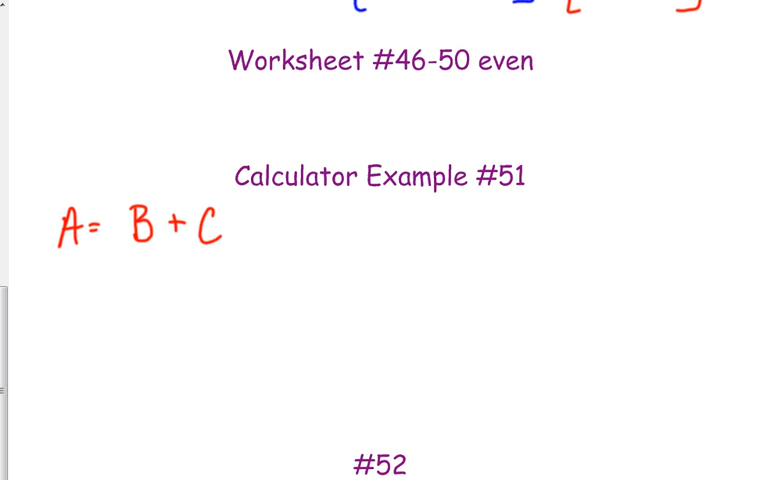 Worksheet #46-50 even
Calculator Example #51
A = B + C
#52